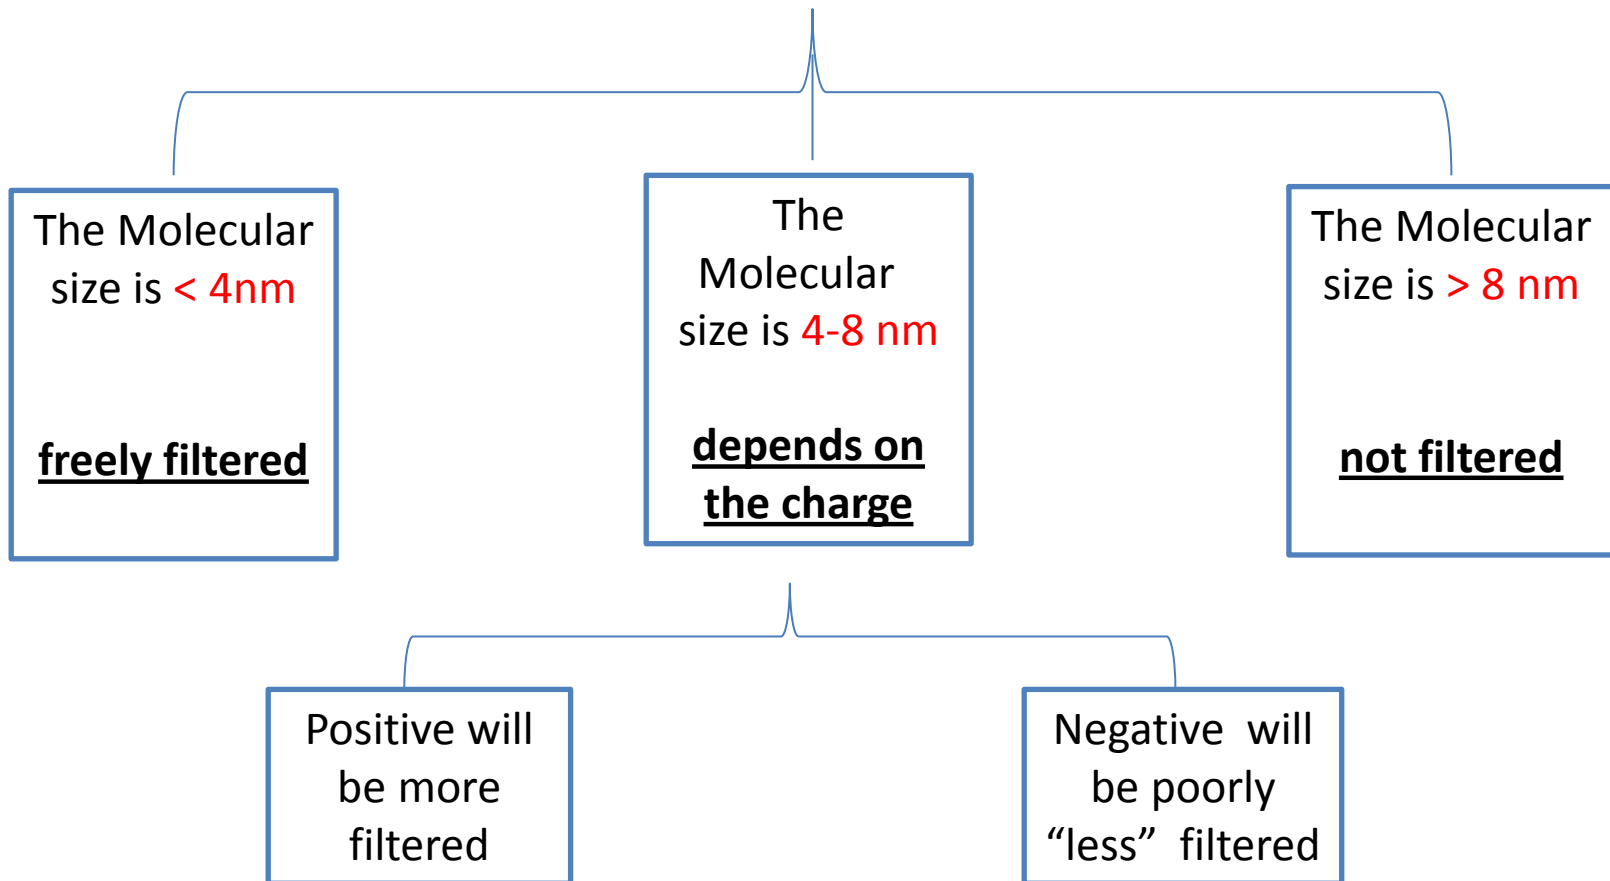 The Molecular
size is < 4nm
freely filtered
The
Molecular
size is 4-8 nm
depends on
the charge
The Molecular
size is > 8 nm
not filtered
Positive will
be more
filtered
Negative will
be poorly
“less” filtered